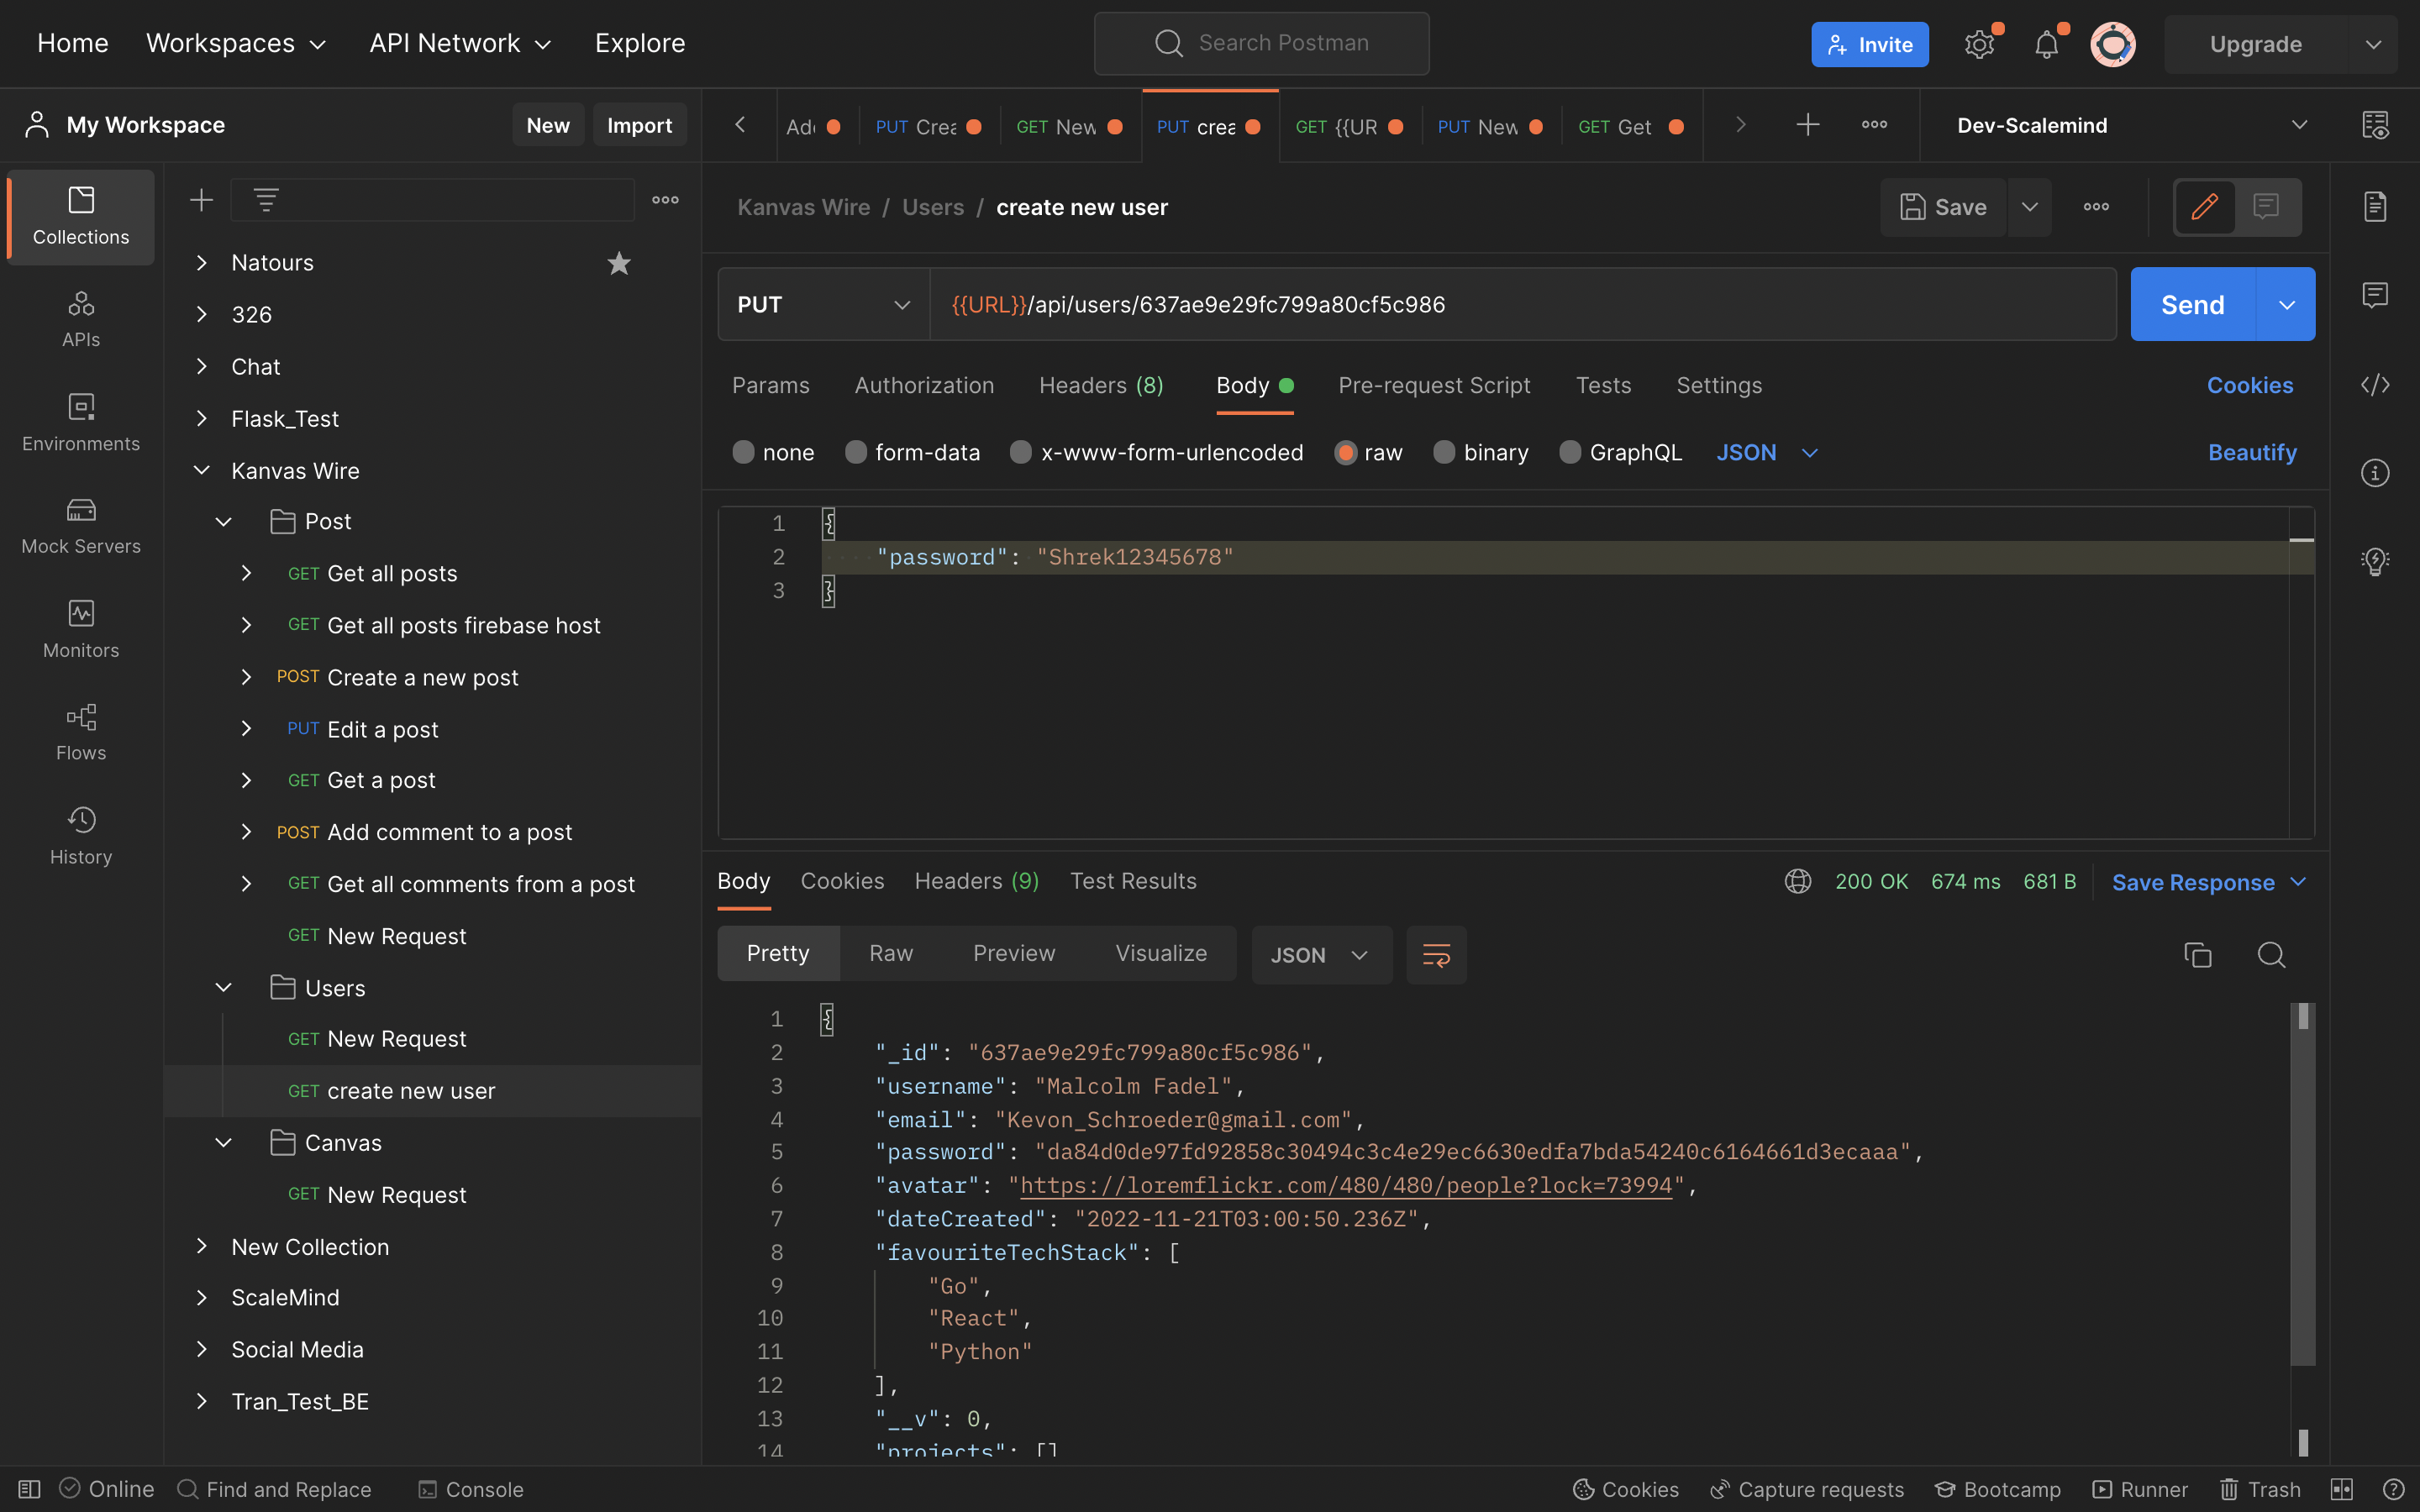 Home Workspaces API Network Explore Search Postman Invite Upgrade
My Workspace New Import
PUT Crea GET New PUT crea GET {{UR PUT New GET Get Dev-Scalemind
Collections
APIs
Environments
Mock Servers
Monitors
Flows
History
Natours
326
Chat
Flask_Test
Kanvas Wire
Post
GET Get all posts
GET Get all posts firebase host
POST Create a new post
PUT Edit a post
GET Get a post
POST Add comment to a post
GET Get all comments from a post
GET New Request
Users
GET New Request
GET create new user
Canvas
GET New Request
New Collection
ScaleMind
Social Media
Tran_Test_BE
Kanvas Wire / Users / create new user Save
PUT {{URL}}/api/users/637ae9e29fc799a80cf5c986 Send
Params Authorization Headers (8) Body Pre-request Script Tests Settings Cookies
none form-data x-www-form-urlencoded raw binary GraphQL JSON Beautify
1 {
2 "password": "Shrek12345678"
3 }
Body Cookies Headers (9) Test Results 200 OK 674 ms 681 B Save Response
Pretty Raw Preview Visualize JSON
1 {
2 "_id": "637ae9e29fc799a80cf5c986",
3 "username": "Malcolm Fadel",
4 "email": "Kevon_Schroeder@gmail.com",
5 "password": "da84d0de97fd92858c30494c3c4e29ec6630edfa7bda54240c6164661d3ecaaa",
6 "avatar": "https://loremflickr.com/480/480/people?lock=73994",
7 "dateCreated": "2022-11-21T03:00:50.236Z",
8 "favouriteTechStack": [
9 "Go",
10 "React",
11 "Python"
12 ],
13 "__v": 0,
14 "projects": []
Online Find and Replace Console Cookies Capture requests Bootcamp Runner Trash